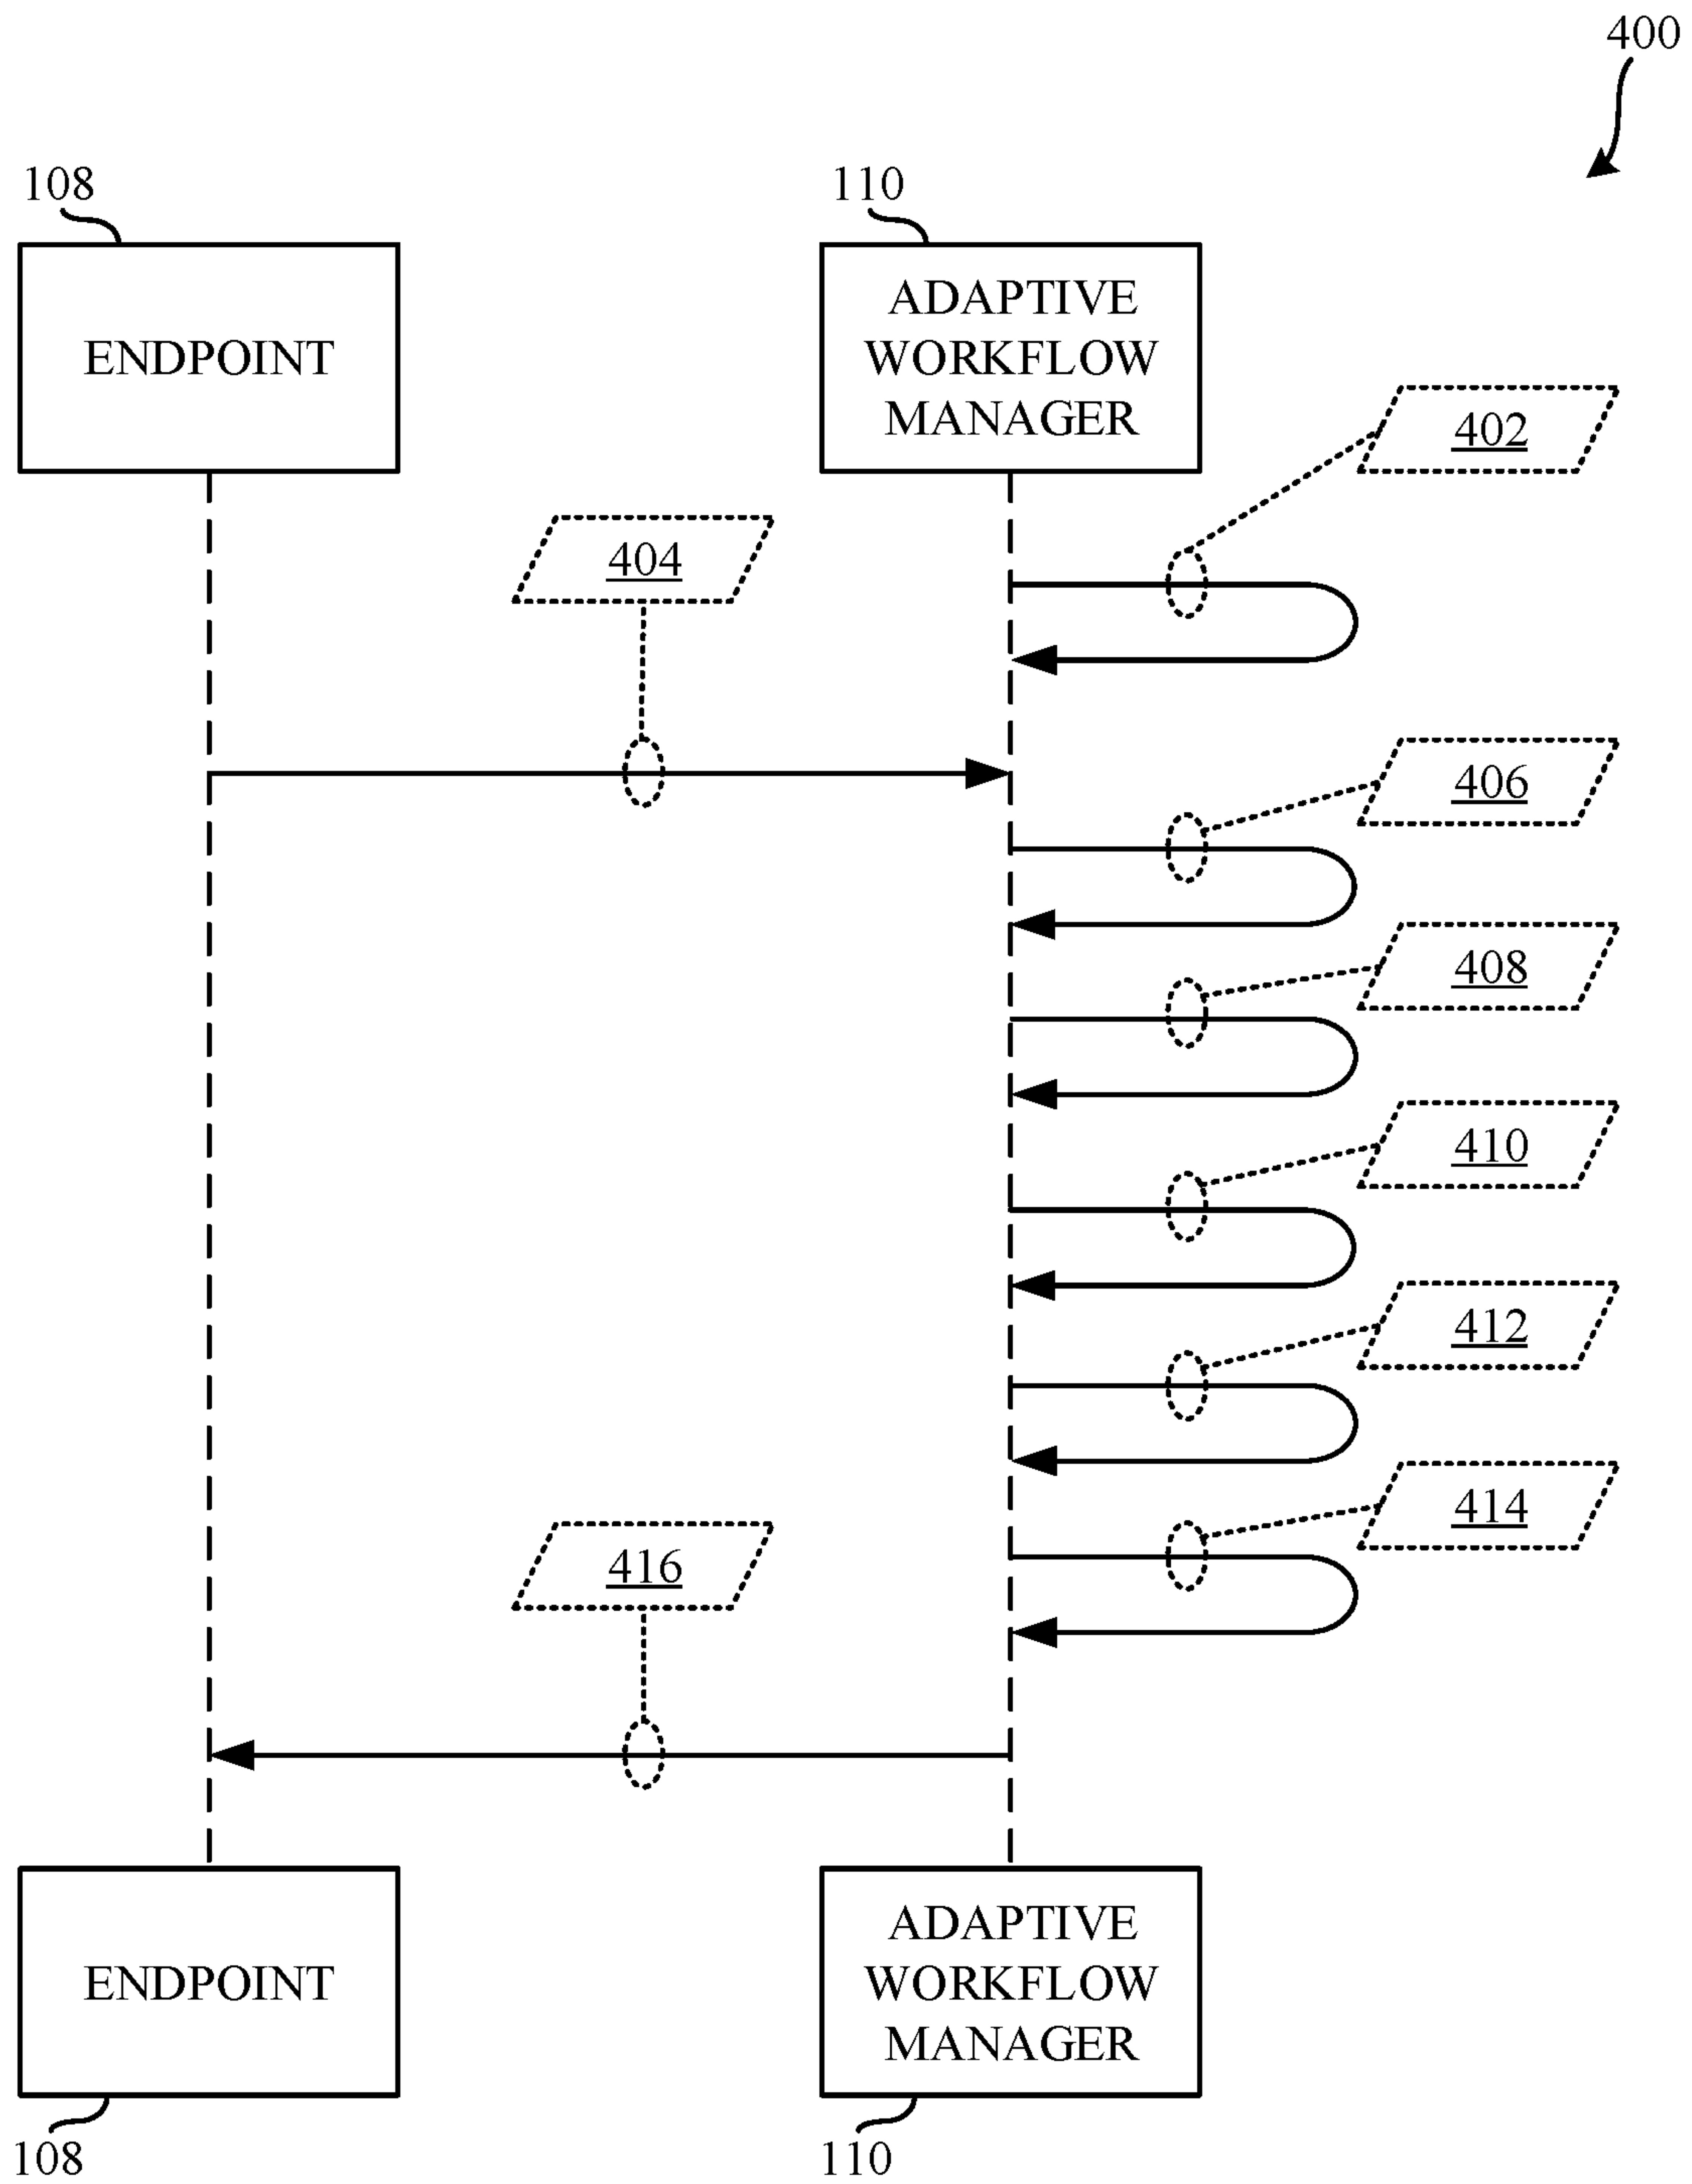 400
108
110
ENDPOINT
ADAPTIVE
WORKFLOW
MANAGER
402
404
406
408
410
412
414
416
ENDPOINT
ADAPTIVE
WORKFLOW
MANAGER
108
110